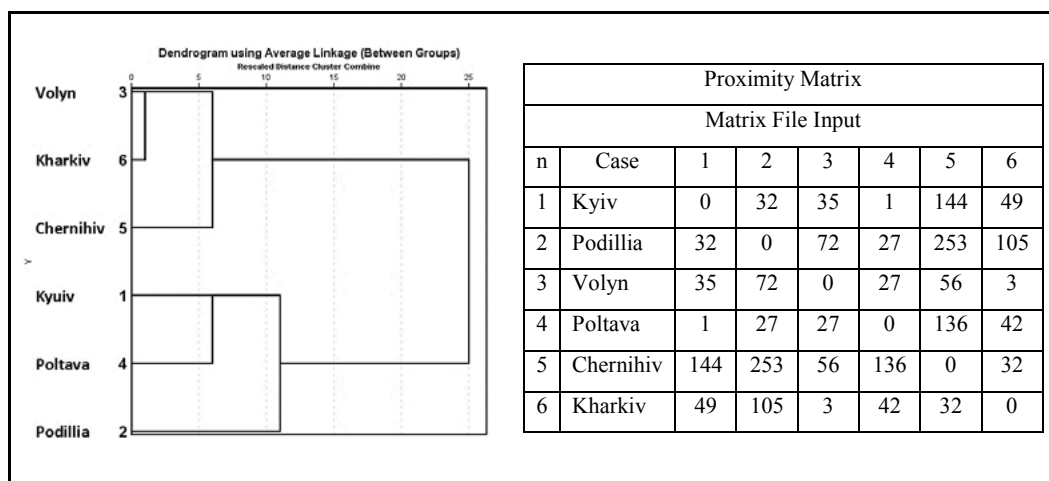 Dendrogram using Average Linkage (Between Groups)
Rescaled Distance Cluster Combine
0 5 10 15 20 25
Volyn 3
Kharkiv 6
Chernihiv 5
Y
Kyuiv 1
Poltava 4
Podillia 2
Proximity Matrix
Matrix File Input
n Case 1 2 3 4 5 6
1 Kyiv 0 32 35 1 144 49
2 Podillia 32 0 72 27 253 105
3 Volyn 35 72 0 27 56 3
4 Poltava 1 27 27 0 136 42
5 Chernihiv 144 253 56 136 0 32
6 Kharkiv 49 105 3 42 32 0